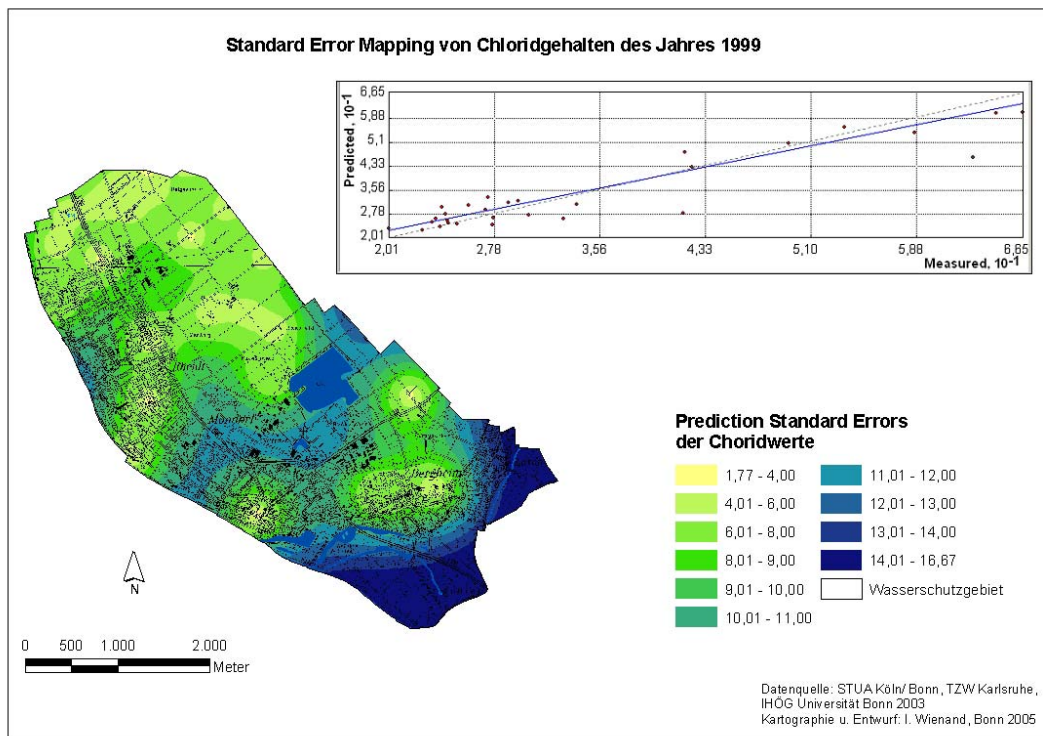 Standard Error Mapping von Chloridgehalten des Jahres 1999
Predicted, 10⁻¹
6,65
5,88
5,1
4,33
3,56
2,78
2,01
2,01 2,78 3,56 4,33 5,10 5,88 6,65
Measured, 10⁻¹
Rheidt
Mondorf
Bergheim
Prediction Standard Errors
der Choridwerte
1,77 - 4,00
4,01 - 6,00
6,01 - 8,00
8,01 - 9,00
9,01 - 10,00
10,01 - 11,00
11,01 - 12,00
12,01 - 13,00
13,01 - 14,00
14,01 - 16,67
Wasserschutzgebiet
N
0 500 1.000 2.000
Meter
Datenquelle: STUA Köln/ Bonn, TZW Karlsruhe,
IHÖG Universität Bonn 2003
Kartographie u. Entwurf: I. Wienand, Bonn 2005